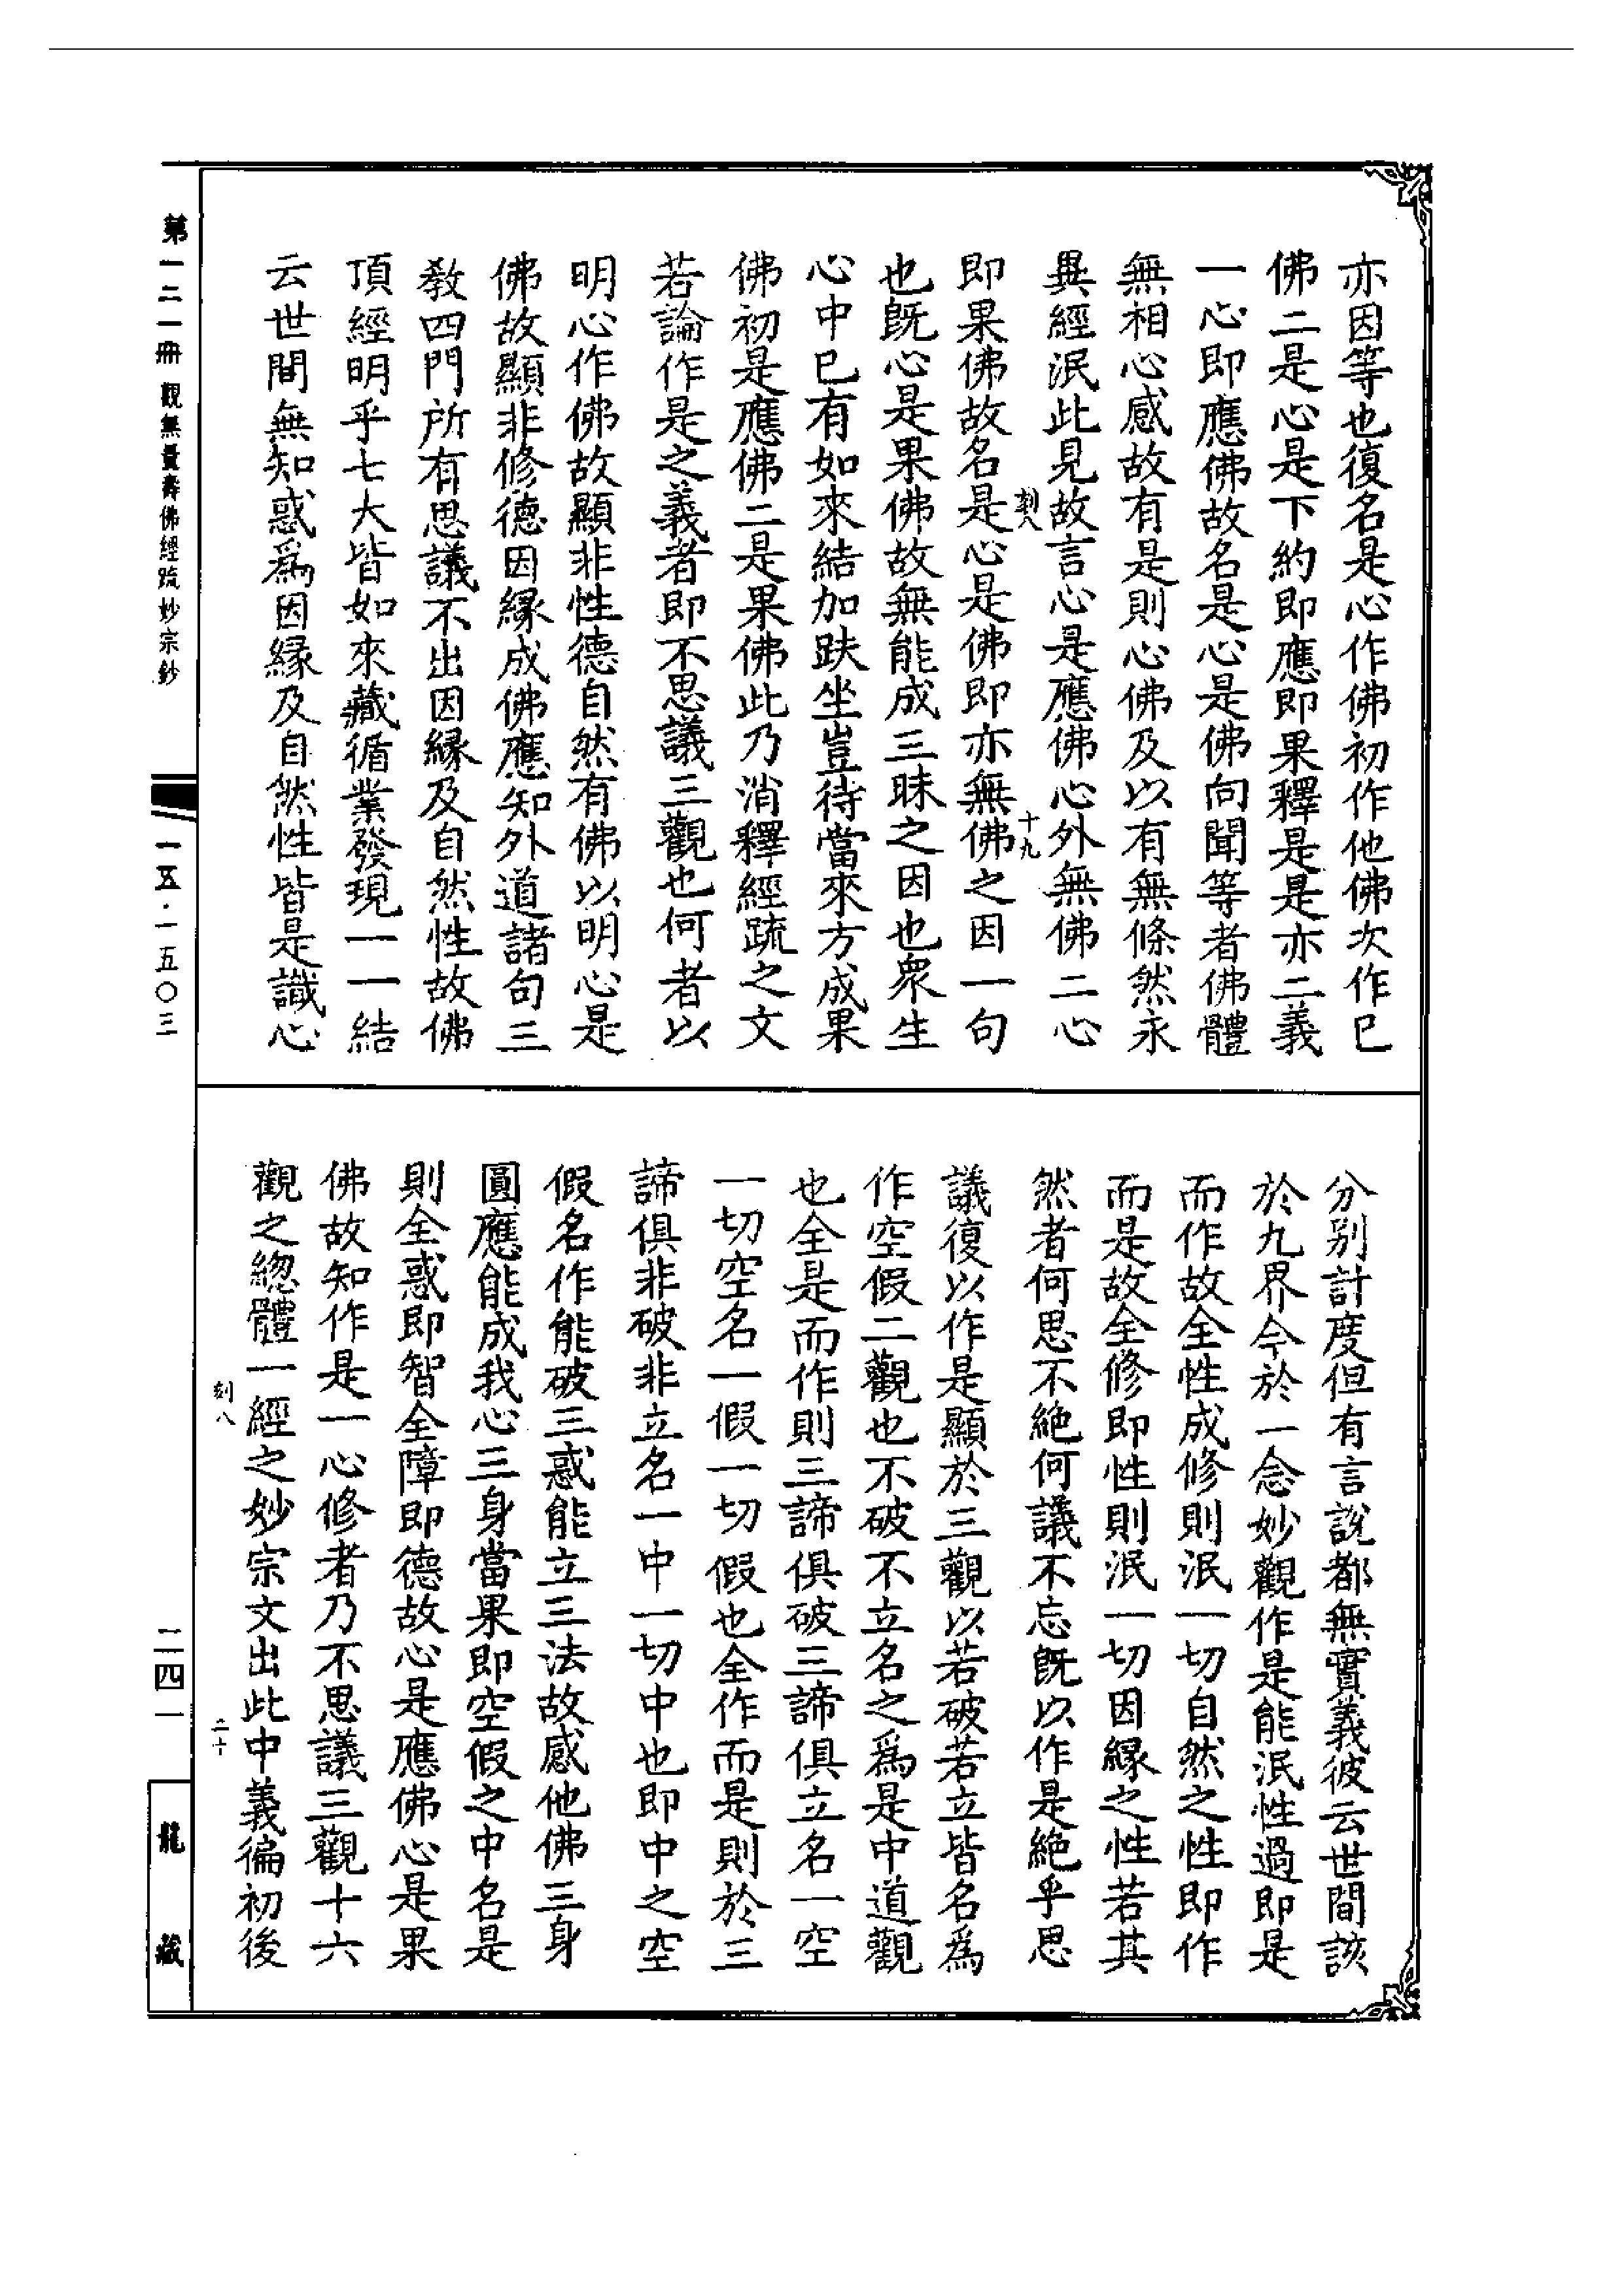 亦因等也復名是心作佛初作他佛次作已
佛二是心是下約即應即果釋是是亦二義
一心即應佛故名是心是佛向聞等者佛體
無相心感故有是則心佛及以有無條然永
異經泯此見故言心是應佛心外無佛二心
刻八
十九
即果佛故名是心是佛即亦無佛之因一句
也既心是果佛故無能成三昧之因也衆生
心中已有如來結加趺坐豈待當來方成果
佛初是應佛二是果佛此乃消釋經疏之文
若論作是之義者即不思議三觀也何者以
明心作佛故顯非性德自然有佛以明心是
佛故顯非修德因緣成佛應知外道諸句三
教四門所有思議不出因緣及自然性故佛
頂經明乎七大皆如來藏循業發現一一結
云世間無知惑爲因緣及自然性皆是識心
分別計度但有言說都無實義彼云世間該
於九界今於一念妙觀作是能泯性過即是
而作故全性成修則泯一切自然之性即作
而是故全修即性則泯一切因緣之性若其
然者何思不絶何議不忘既以作是絶乎思
議復以作是顯於三觀以若破若立皆名爲
作空假二觀也不破不立名之爲是中道觀
也全是而作則三諦俱破三諦俱立名一空
一切空名一假一切假也全作而是則於三
諦俱非破非立名一中一切中也即中之空
假名作能破三惑能立三法故感他佛三身
圓應能成我心三身當果即空假之中名是
則全惑即智全障即德故心是應佛心是果
佛故知作是一心修者乃不思議三觀十六
觀之總體一經之妙宗文出此中義徧初後
刻八
二十
第一二一冊 觀無量壽佛經疏妙宗鈔
一五·一五〇三
二四一
龍藏